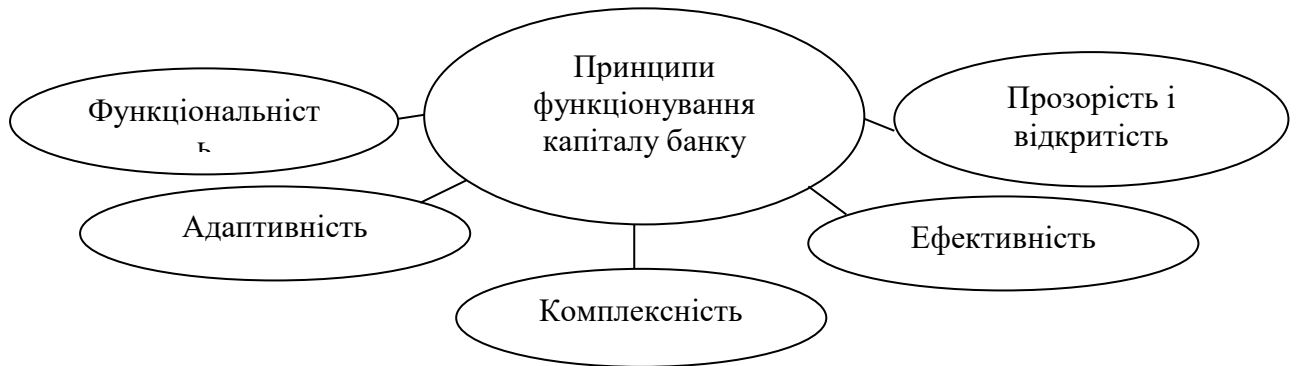 Принципи
функціонування
капіталу банку
Функціональніст
ь
Прозорість і
відкритість
Адаптивність
Ефективність
Комплексність